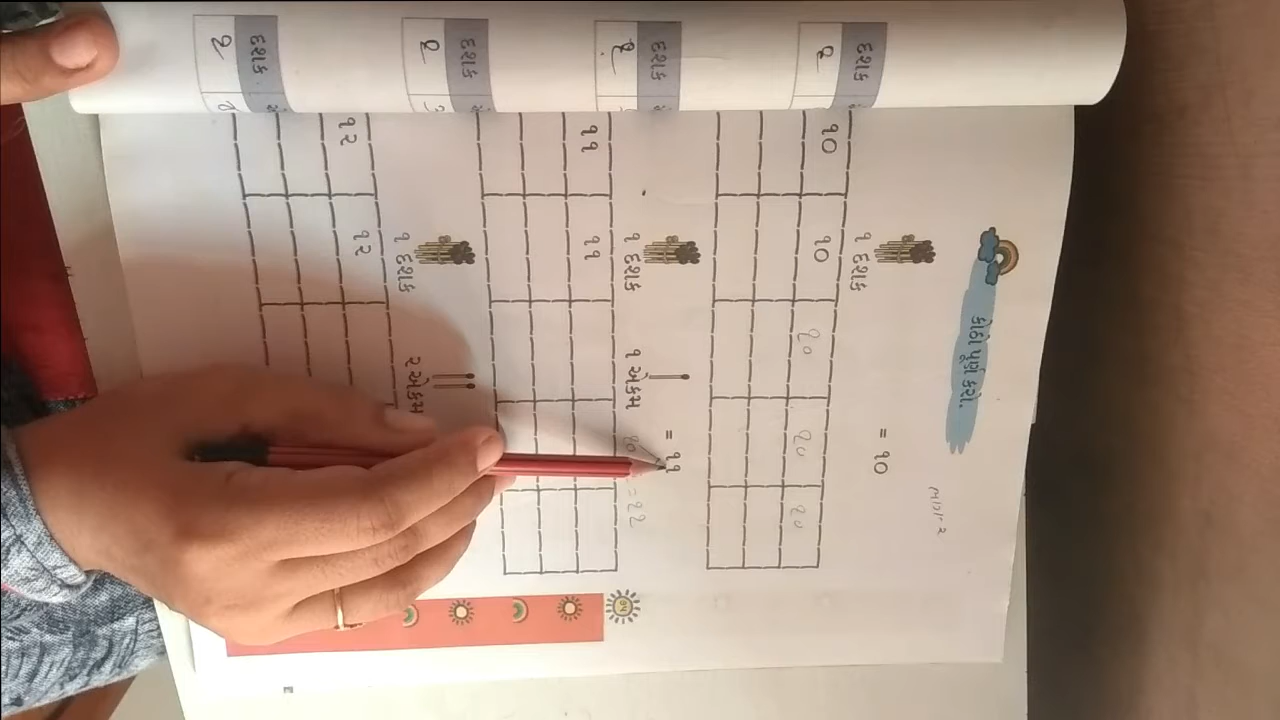 કોઠો પૂર્ણ કરો.
૧ દશક = ૧૦
૧૦ ૧૦ ૧૦ ૧૦ ૧૦
૧ દશક ૧ એકમ = ૧૧
૧૧ ૧૧
૧ દશક ૨ એકમ
૧૨ ૧૨
દશક
૧
દશક
૧
દશક
૧
દશક
૧